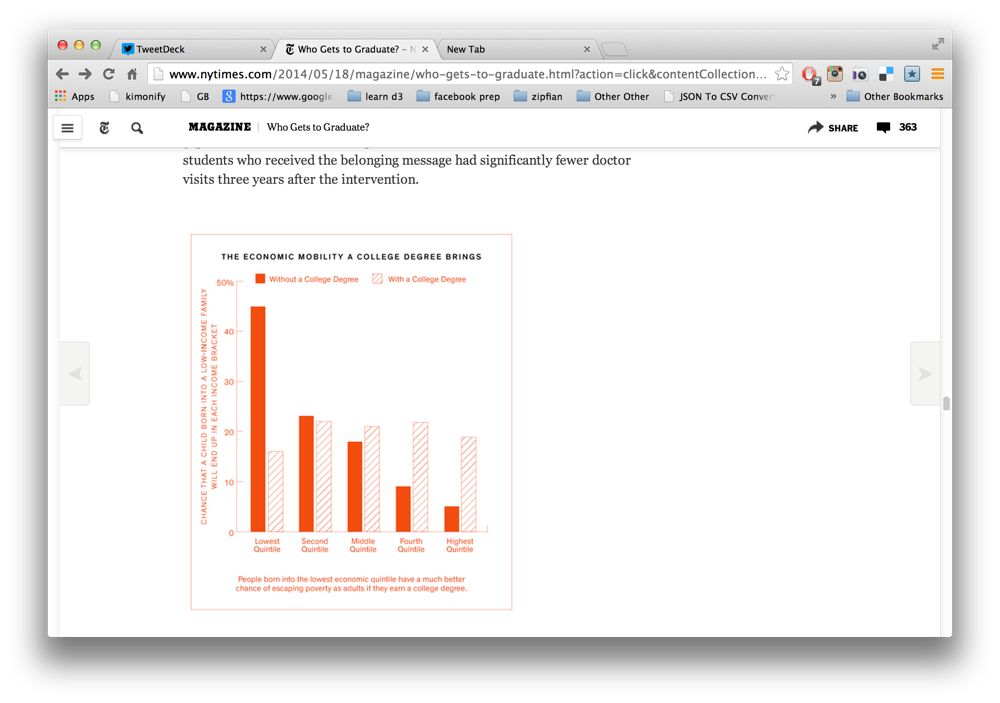 TweetDeck
Who Gets to Graduate? – N
New Tab
www.nytimes.com/2014/05/18/magazine/who-gets-to-graduate.html?action=click&contentCollection...
7
Apps
kimonify
GB
https://www.google
learn d3
facebook prep
zipfian
Other Other
JSON To CSV Conver
»
Other Bookmarks
MAGAZINE
Who Gets to Graduate?
SHARE
363
students who received the belonging message had significantly fewer doctor
visits three years after the intervention.
THE ECONOMIC MOBILITY A COLLEGE DEGREE BRINGS
Without a College Degree
With a College Degree
CHANCE THAT A CHILD BORN INTO A LOW-INCOME FAMILY
WILL END UP IN EACH INCOME BRACKET
50%
40
30
20
10
0
Lowest
Quintile
Second
Quintile
Middle
Quintile
Fourth
Quintile
Highest
Quintile
People born into the lowest economic quintile have a much better
chance of escaping poverty as adults if they earn a college degree.